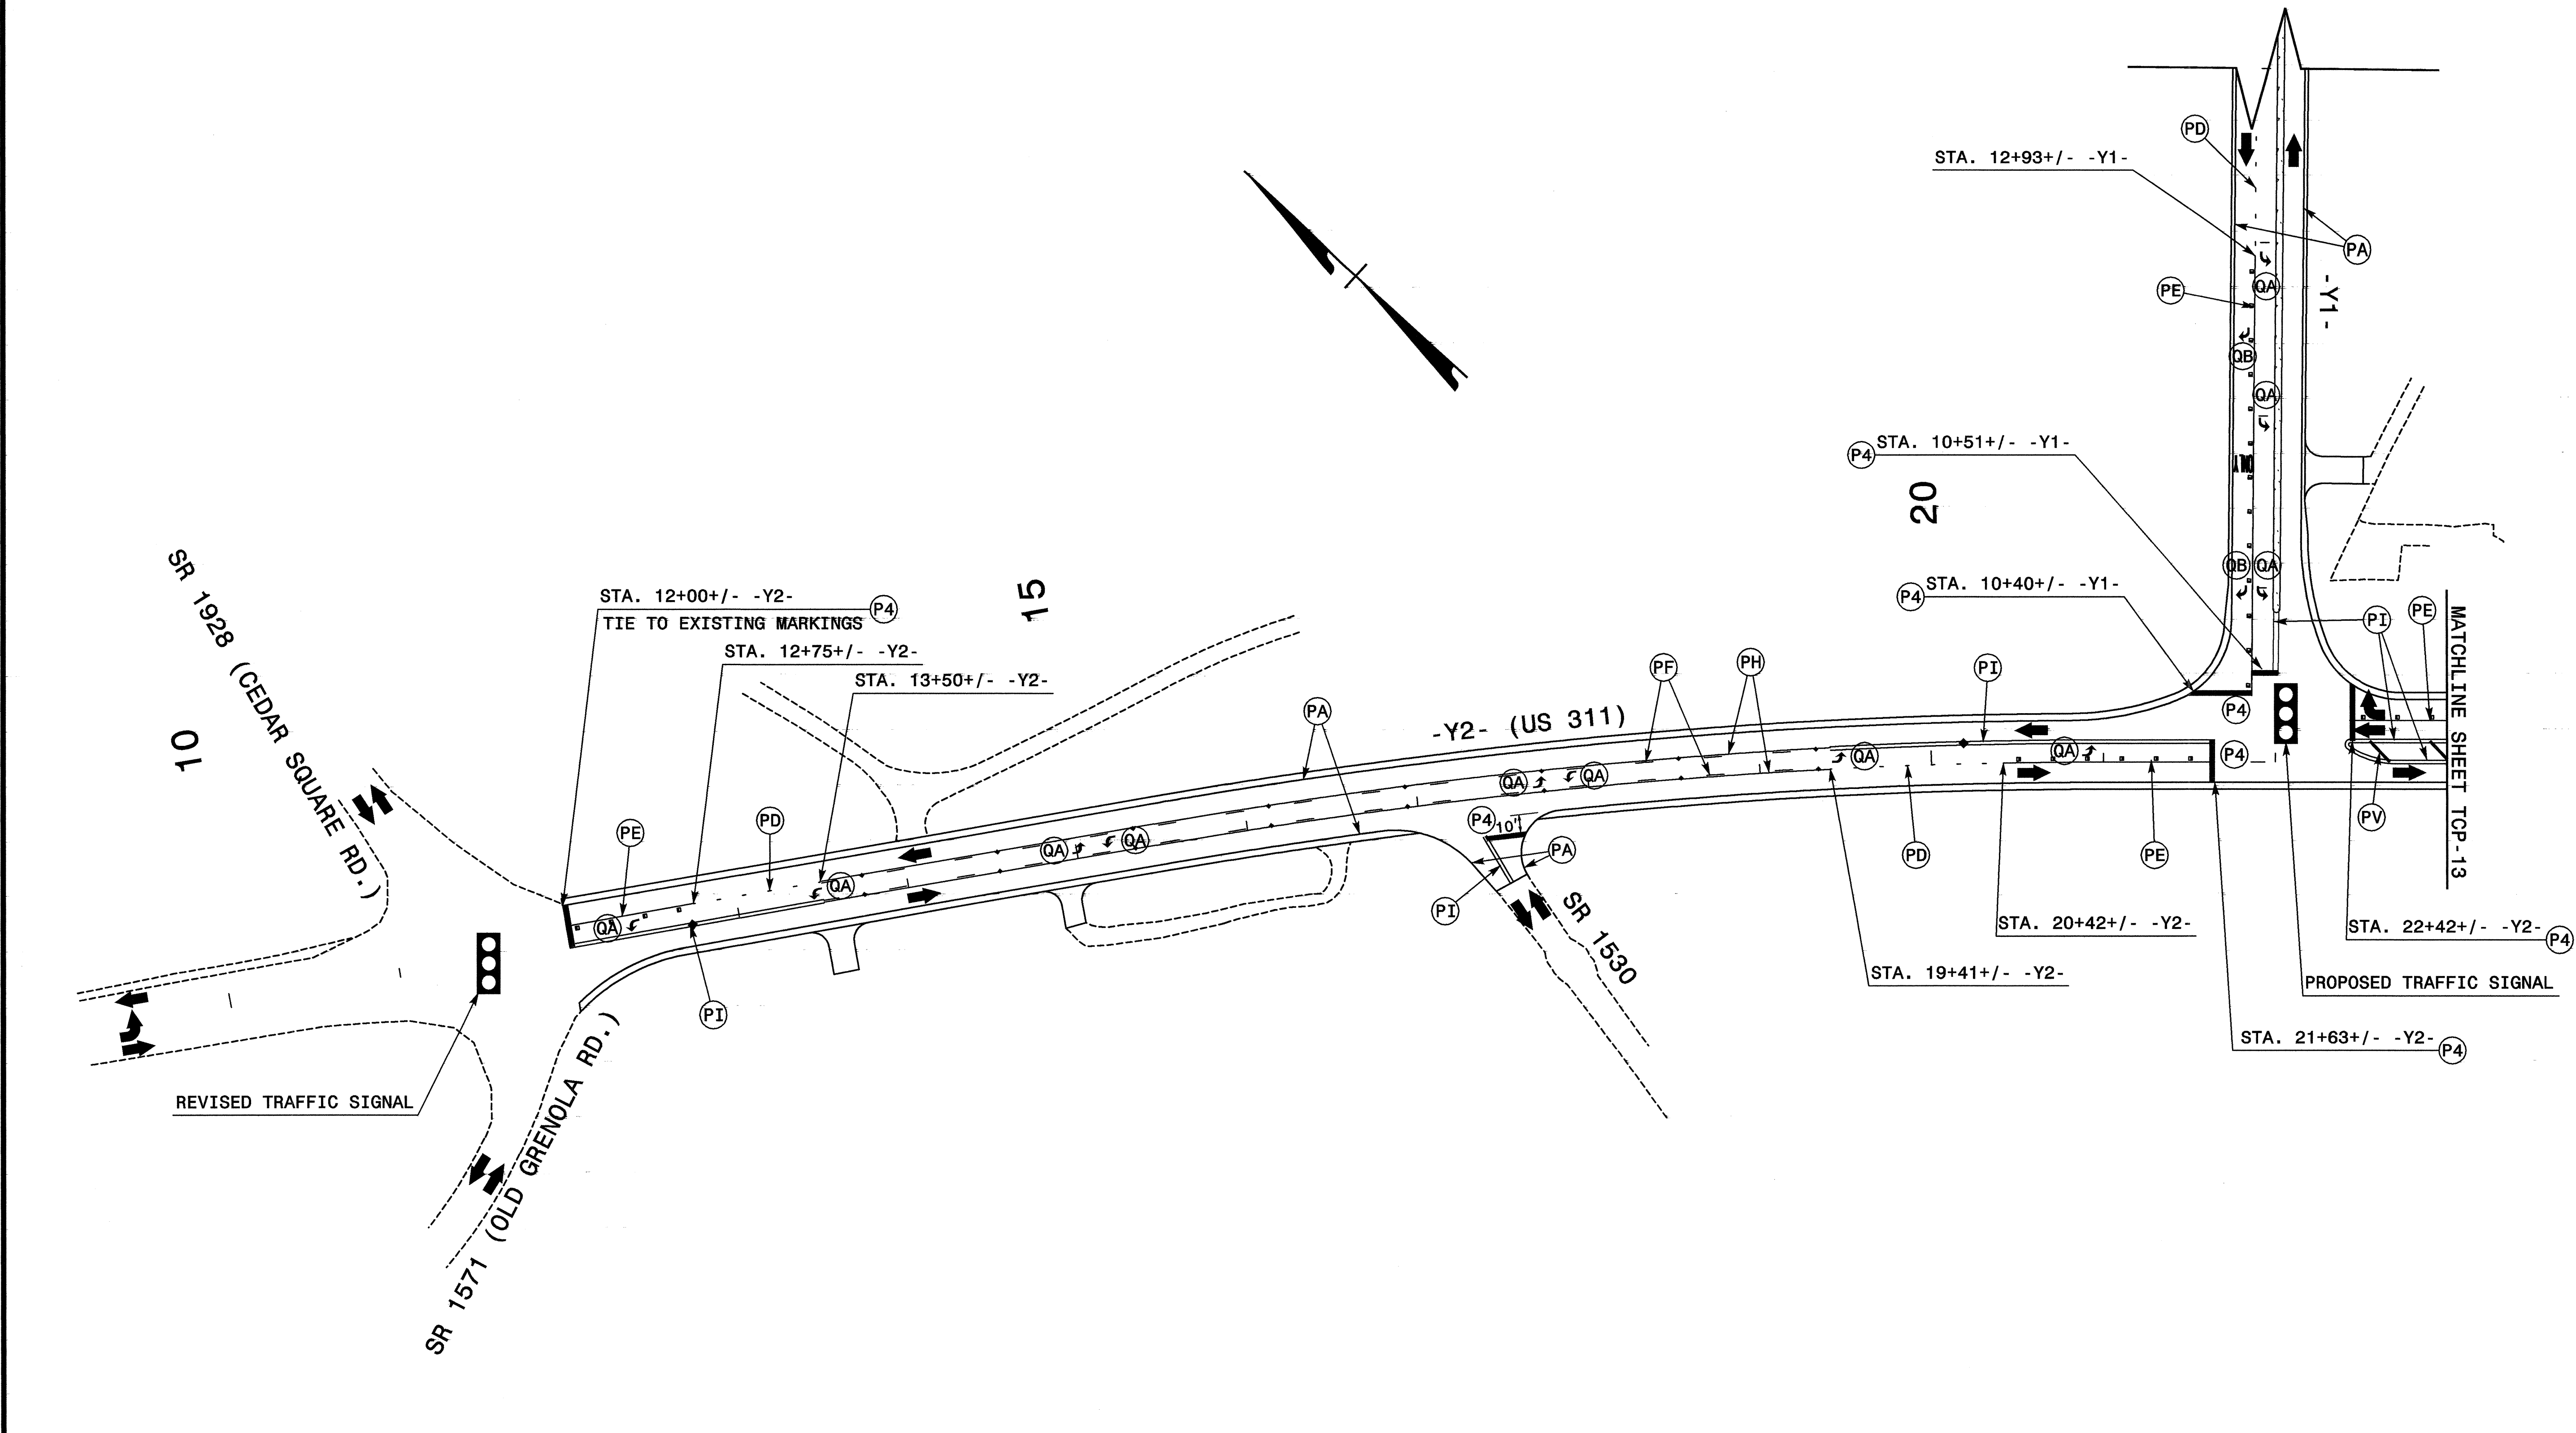 PD
STA. 12+93+/- -Y1-
PA
PE
QA
-Y1-
QB
QA
P4 STA. 10+51+/- -Y1-
ONLY
20
QB QA
P4 STA. 10+40+/- -Y1-
PI
PE
MATCHLINE SHEET TCP-13
SR 1928 (CEDAR SQUARE RD.)
10
STA. 12+00+/- -Y2- P4
TIE TO EXISTING MARKINGS
STA. 12+75+/- -Y2-
STA. 13+50+/- -Y2-
15
PA
-Y2- (US 311)
PF
PH
PI
P4
QA
QA
P4
QA QA
PE
PD
QA QA
QA
QA
PI
P4 10'
PA
PI
SR 1530
PD
PE
PV
STA. 20+42+/- -Y2-
STA. 22+42+/- -Y2- P4
STA. 19+41+/- -Y2-
PROPOSED TRAFFIC SIGNAL
STA. 21+63+/- -Y2- P4
REVISED TRAFFIC SIGNAL
SR 1571 (OLD GRENOLA RD.)